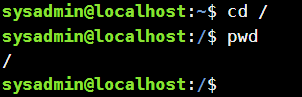 sysadmin@localhost:~$ cd /
sysadmin@localhost:/$ pwd
/
sysadmin@localhost:/$